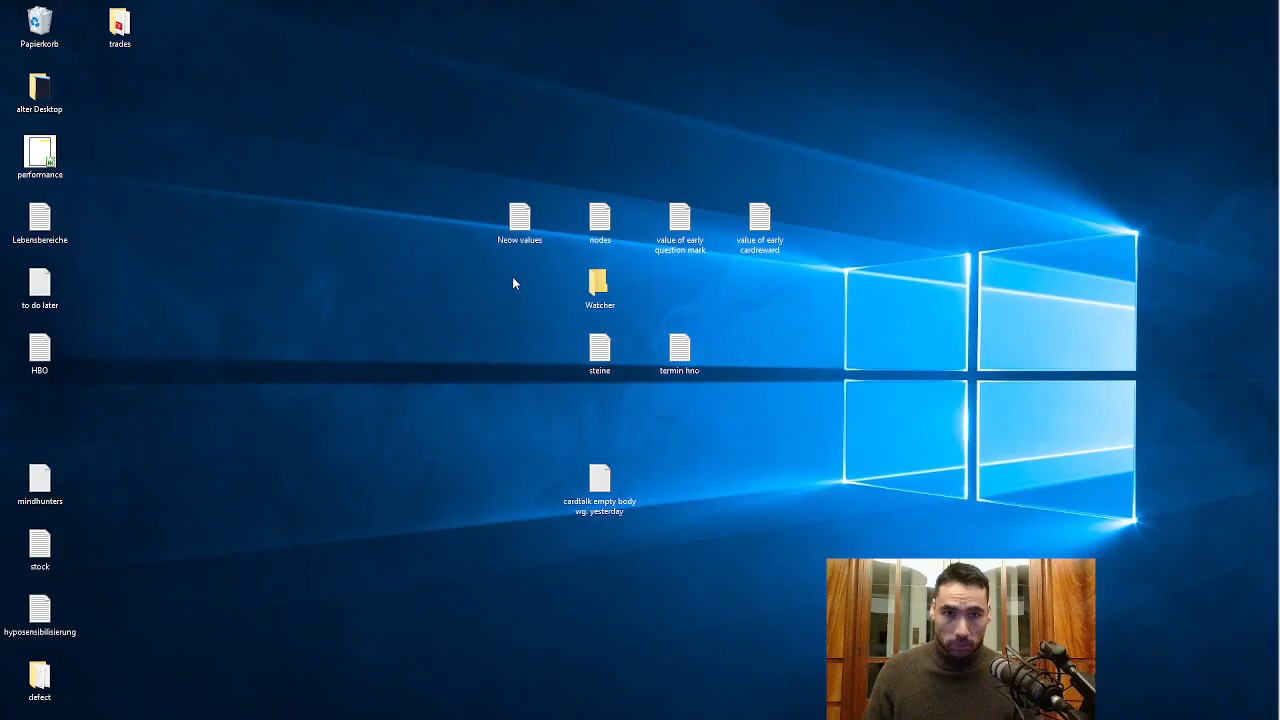 Papierkorb
trades
alter Desktop
performance
Lebensbereiche
Neow values
nodes
value of early
question mark
value of early
cardreward
to do later
Watcher
HBO
steine
termin hno
mindhunters
cardtalk empty body
wg. yesterday
stock
hyposensibilisierung
defect